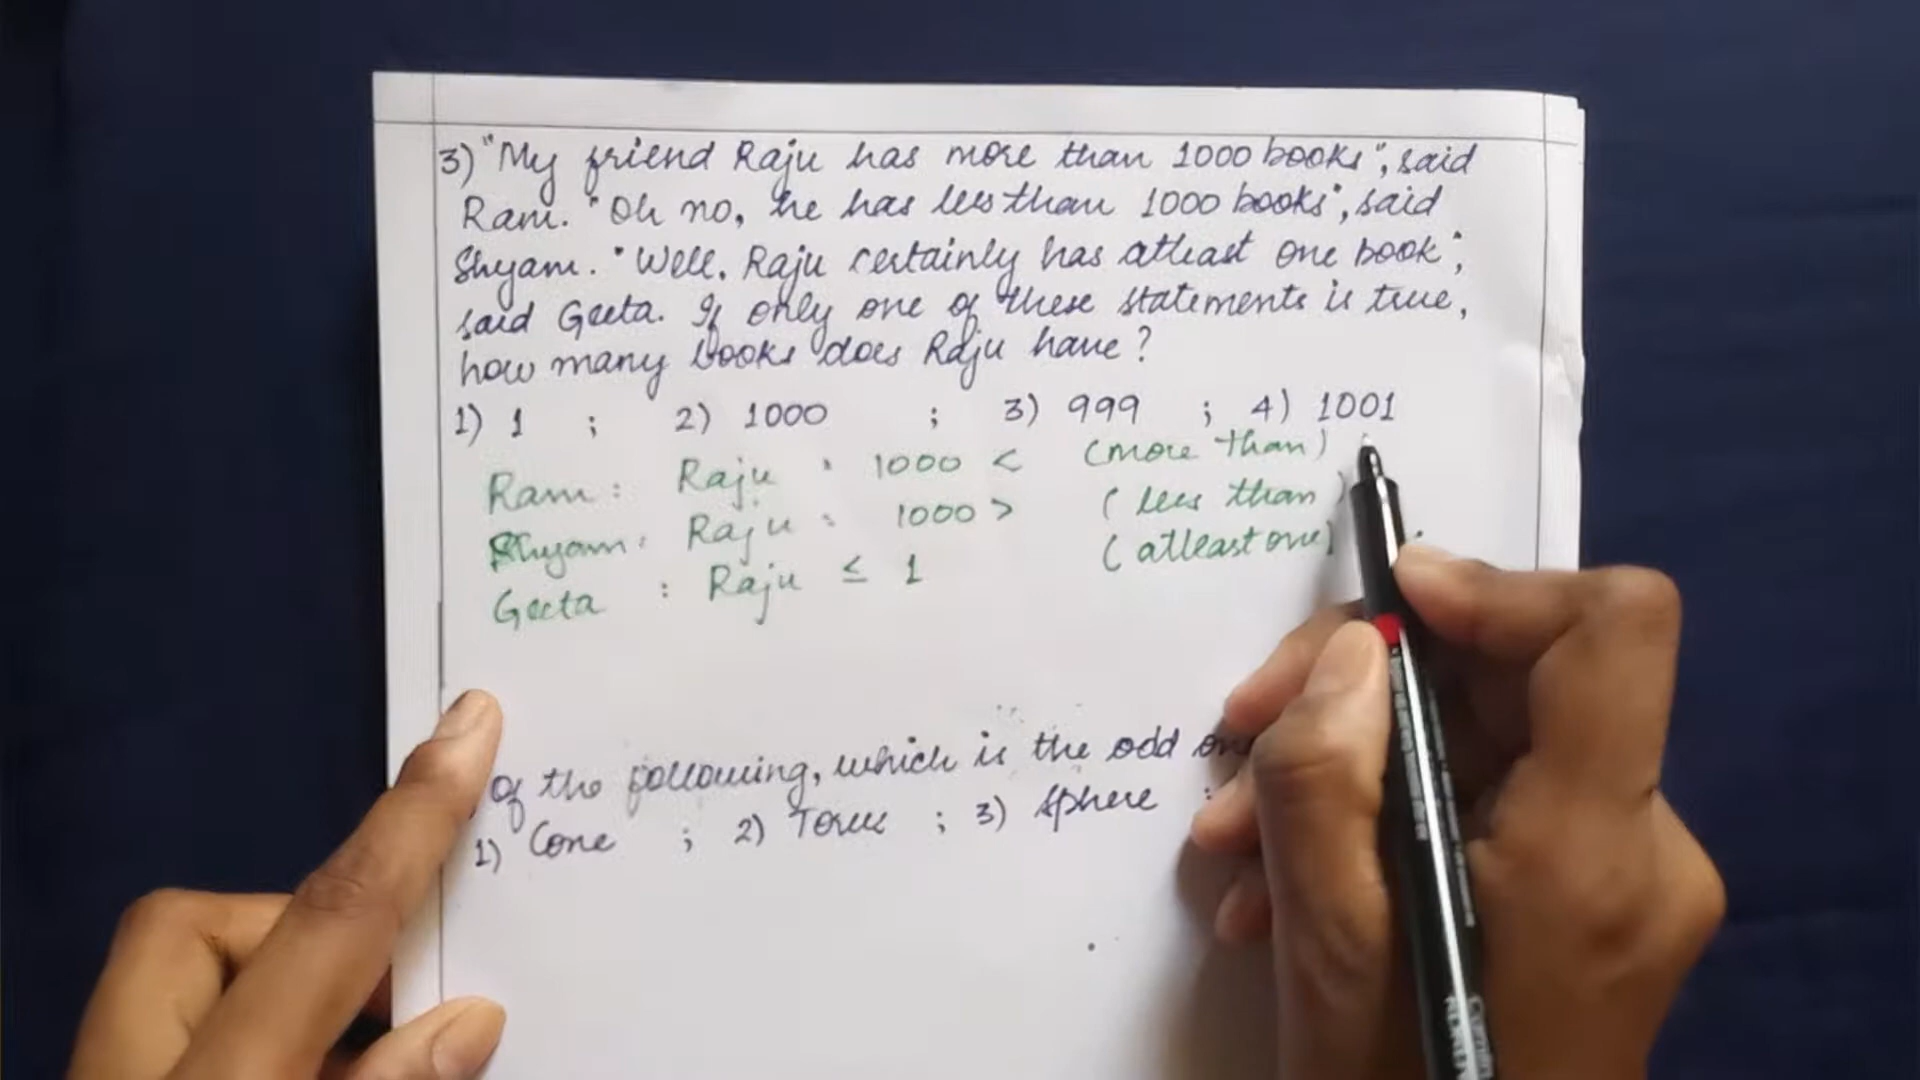 3) "My friend Raju has more than 1000 books", said
Ram. "Oh no, he has less than 1000 books", said
Shyam. "Well, Raju certainly has atleast one book",
said Geeta. If only one of these statements is true,
how many books does Raju have?
1) 1 ; 2) 1000 ; 3) 999 ; 4) 1001
Ram : Raju : 1000 < (more than)
Shyam : Raju : 1000 > (less than)
Geeta : Raju ≤ 1 (atleast one)
of the following, which is the odd one
1) Cone ; 2) Torus ; 3) Sphere ;